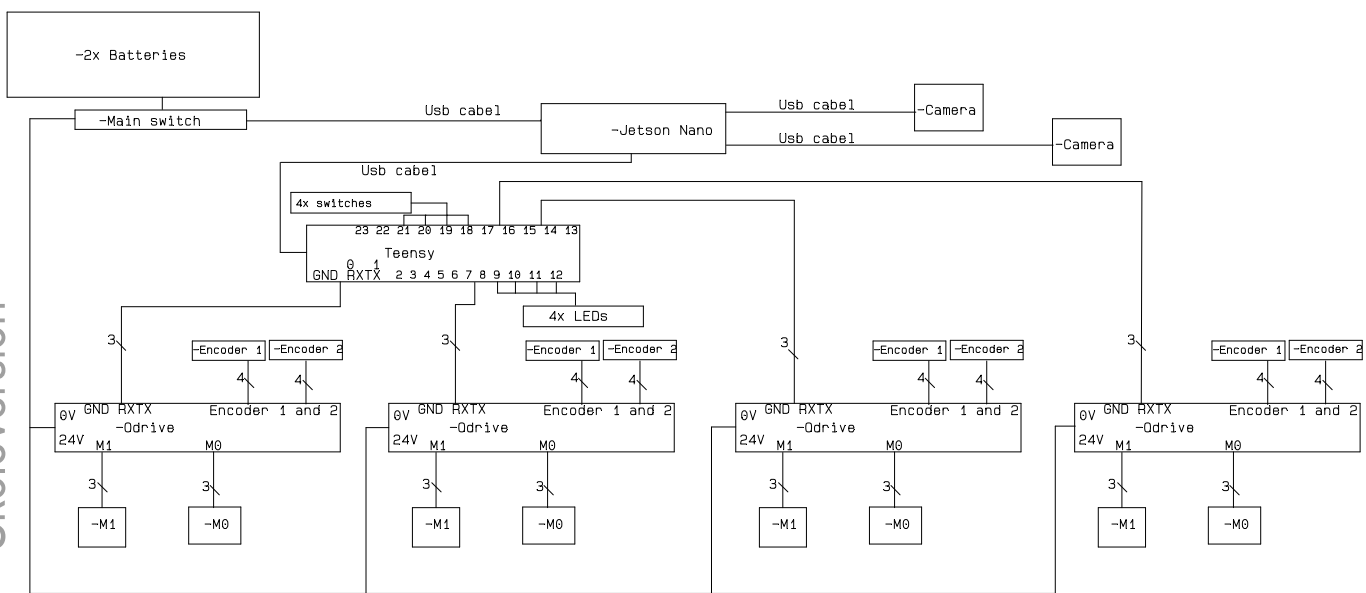 -2x Batteries
-Main switch
Usb cabel
-Jetson Nano
Usb cabel
-Camera
Usb cabel
-Camera
Usb cabel
4x switches
23 22 21 20 19 18 17 16 15 14 13
Teensy
0 1
GND RXTX 2 3 4 5 6 7 8 9 10 11 12
4x LEDs
3
-Encoder 1
-Encoder 2
4
4
0V GND RXTX Encoder 1 and 2
-Odrive
24V M1 M0
3
3
-M1
-M0
3
-Encoder 1
-Encoder 2
4
4
0V GND RXTX Encoder 1 and 2
-Odrive
24V M1 M0
3
3
-M1
-M0
3
-Encoder 1
-Encoder 2
4
4
0V GND RXTX Encoder 1 and 2
-Odrive
24V M1 M0
3
3
-M1
-M0
3
-Encoder 1
-Encoder 2
4
4
0V GND RXTX Encoder 1 and 2
-Odrive
24V M1 M0
3
3
-M1
-M0